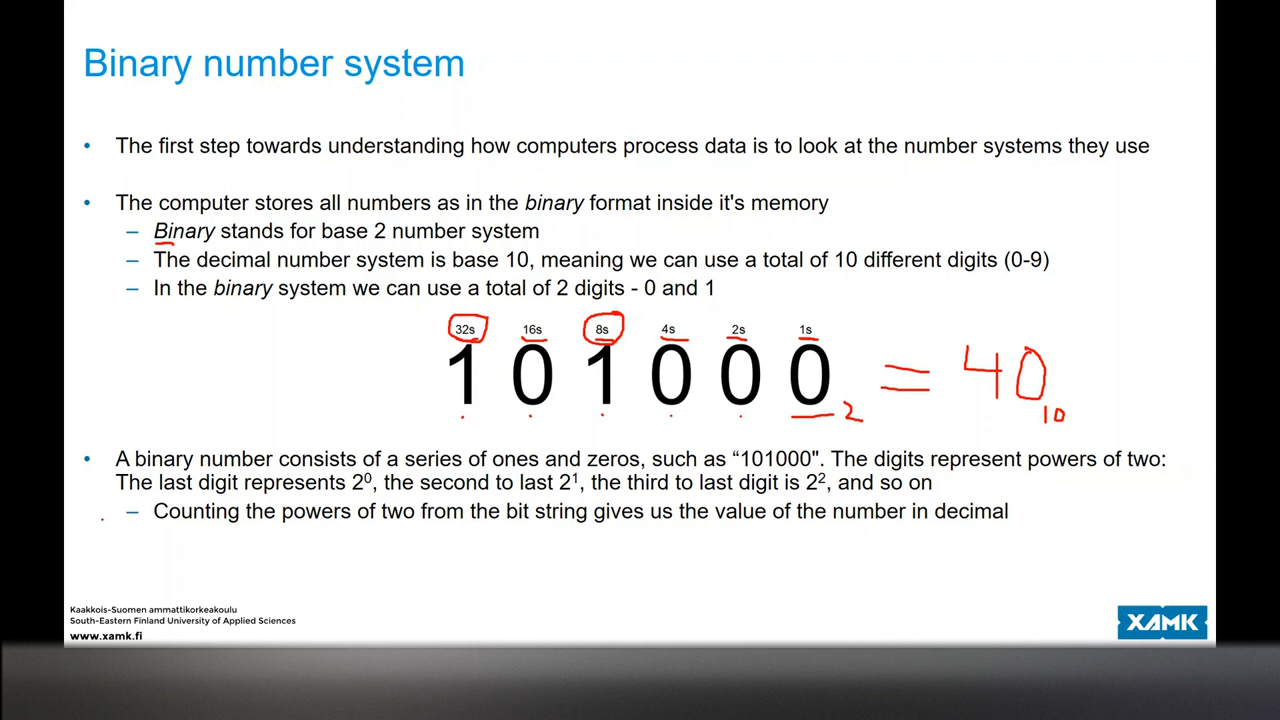 Binary number system
• The first step towards understanding how computers process data is to look at the number systems they use
• The computer stores all numbers as in the binary format inside it's memory
– Binary stands for base 2 number system
– The decimal number system is base 10, meaning we can use a total of 10 different digits (0-9)
– In the binary system we can use a total of 2 digits - 0 and 1
32s 16s 8s 4s 2s 1s
1 0 1 0 0 0 2 = 40 10
• A binary number consists of a series of ones and zeros, such as “101000". The digits represent powers of two:
The last digit represents 2⁰, the second to last 2¹, the third to last digit is 2², and so on
– Counting the powers of two from the bit string gives us the value of the number in decimal
Kaakkois-Suomen ammattikorkeakoulu
South-Eastern Finland University of Applied Sciences
www.xamk.fi
XAMK